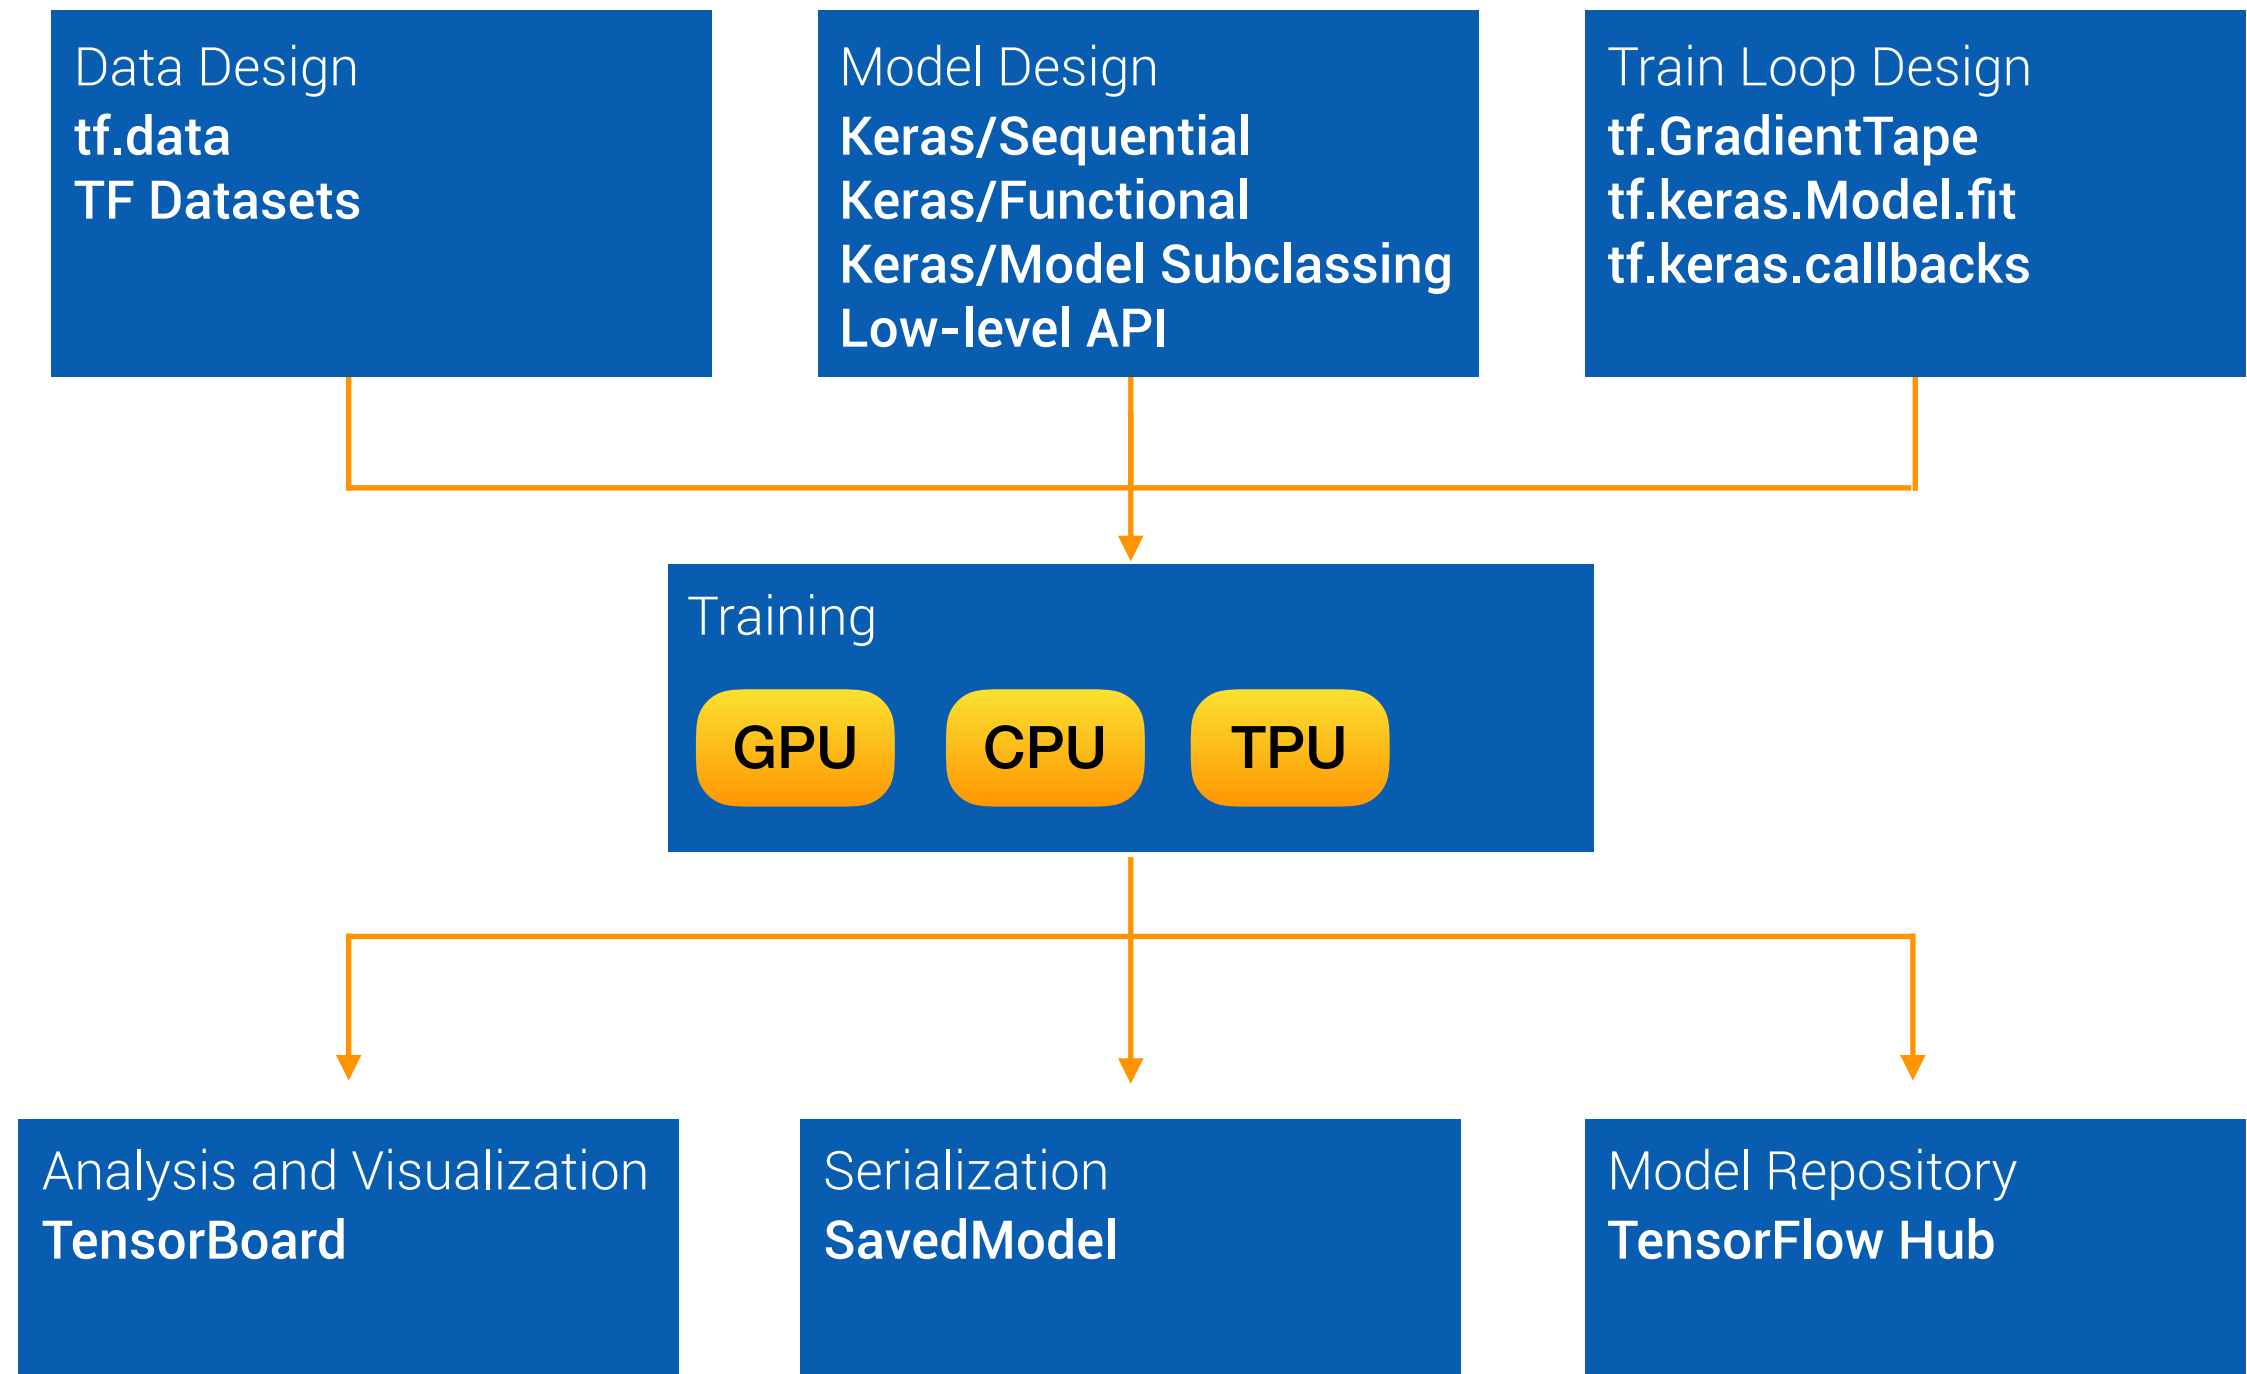 Data Design
tf.data
TF Datasets
Model Design
Keras/Sequential
Keras/Functional
Keras/Model Subclassing
Low-level API
Train Loop Design
tf.GradientTape
tf.keras.Model.fit
tf.keras.callbacks
Training
GPU
CPU
TPU
Analysis and Visualization
TensorBoard
Serialization
SavedModel
Model Repository
TensorFlow Hub